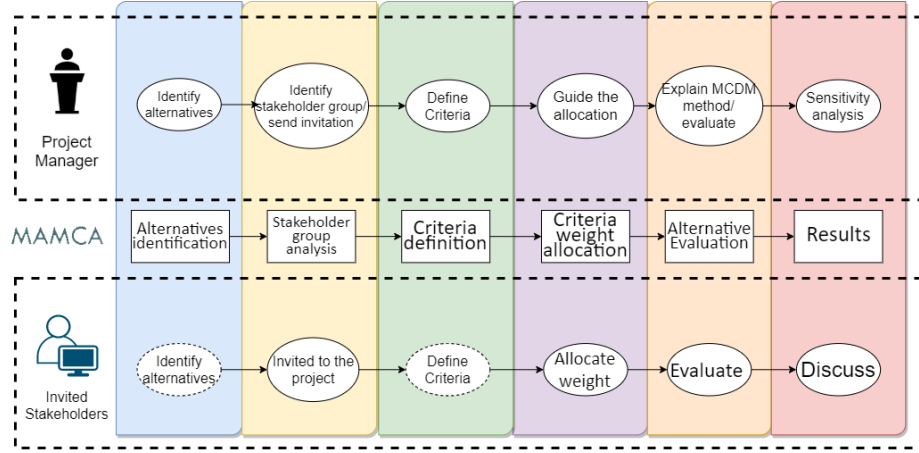 Identify
alternatives
Identify
stakeholder group/
send invitation
Define
Criteria
Guide the
allocation
Explain MCDM
method/
evaluate
Sensitivity
analysis
Project
Manager
MAMCA
Alternatives
identification
Stakeholder
group
analysis
Criteria
definition
Criteria
weight
allocation
Alternative
Evaluation
Results
Identify
alternatives
Invited to the
project
Define
Criteria
Allocate
weight
Evaluate
Discuss
Invited
Stakeholders